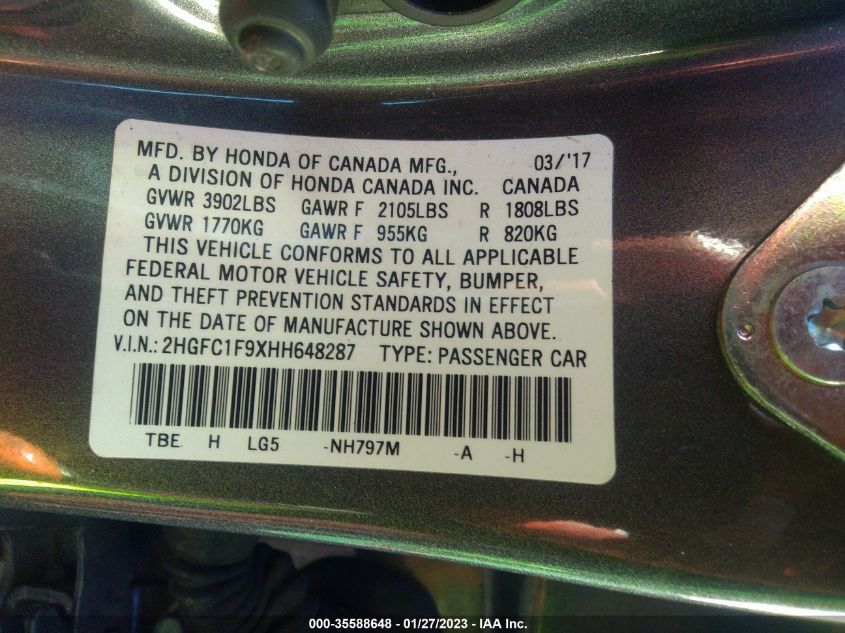 MFD. BY HONDA OF CANADA MFG., 03/'17
A DIVISION OF HONDA CANADA INC. CANADA
GVWR 3902LBS GAWR F 2105LBS R 1808LBS
GVWR 1770KG GAWR F 955KG R 820KG
THIS VEHICLE CONFORMS TO ALL APPLICABLE
FEDERAL MOTOR VEHICLE SAFETY, BUMPER,
AND THEFT PREVENTION STANDARDS IN EFFECT
ON THE DATE OF MANUFACTURE SHOWN ABOVE.
V.I.N.: 2HGFC1F9XHH648287 TYPE: PASSENGER CAR
TBE H LG5 -NH797M -A -H
000-35588648 - 01/27/2023 - IAA Inc.